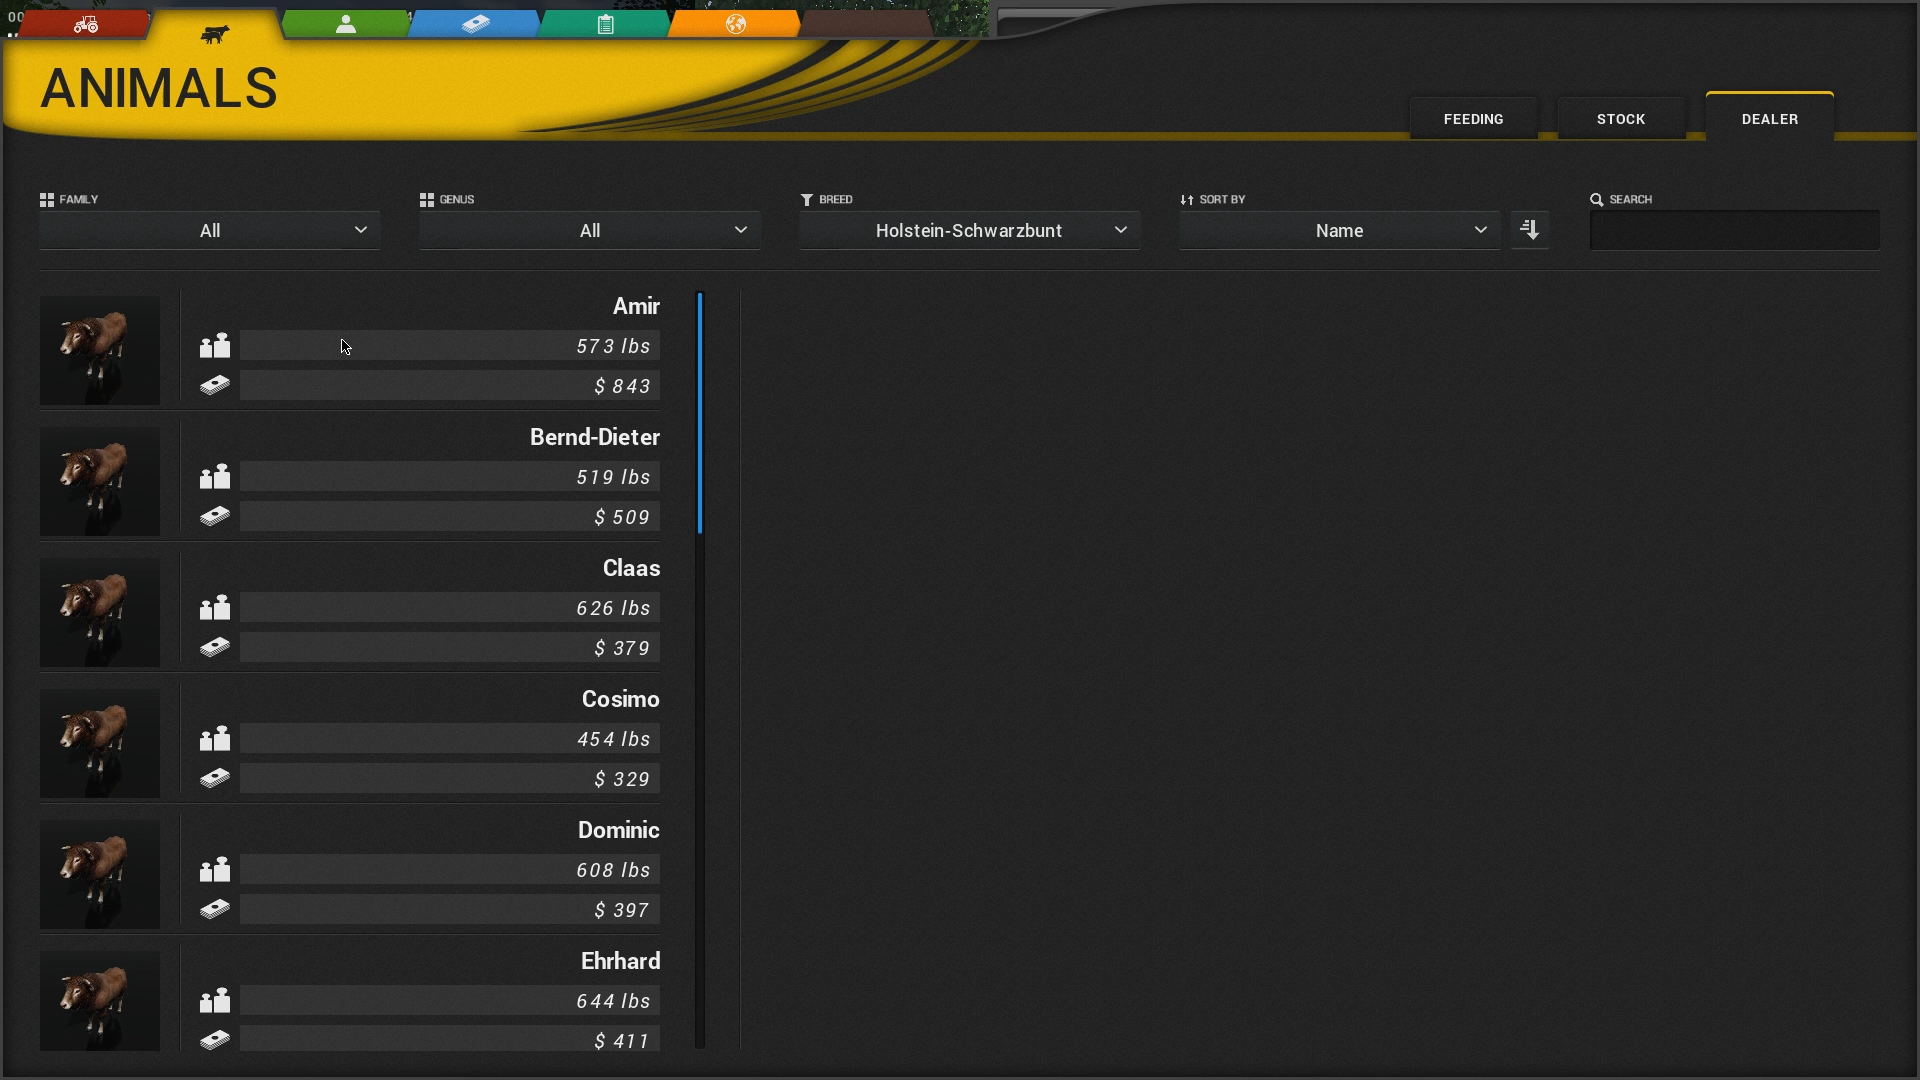 ANIMALS
FEEDING
STOCK
DEALER
FAMILY
GENUS
BREED
SORT BY
SEARCH
All
All
Holstein-Schwarzbunt
Name
Amir
573 lbs
$ 843
Bernd-Dieter
519 lbs
$ 509
Claas
626 lbs
$ 379
Cosimo
454 lbs
$ 329
Dominic
608 lbs
$ 397
Ehrhard
644 lbs
$ 411